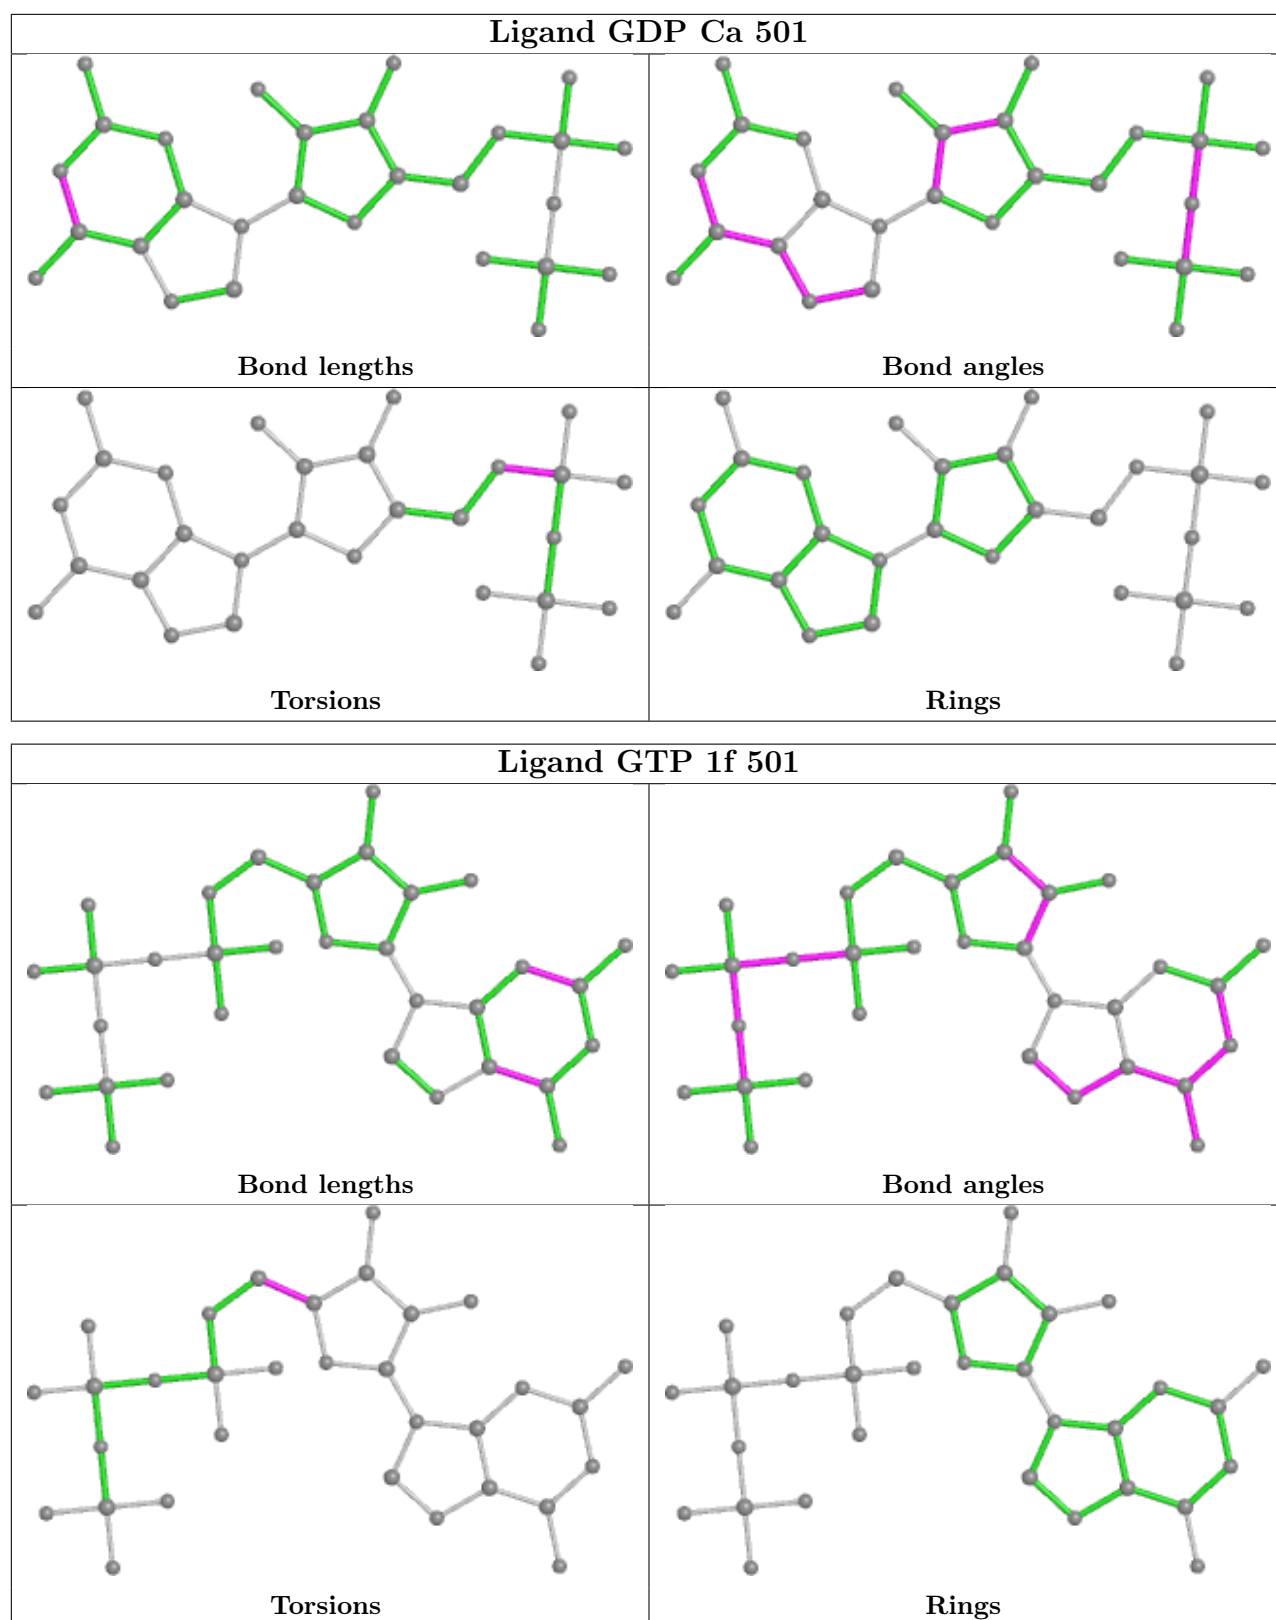 Ligand GDP Ca 501
Bond lengths
Bond angles
Torsions
Rings
Ligand GTP 1f 501
Bond lengths
Bond angles
Torsions
Rings